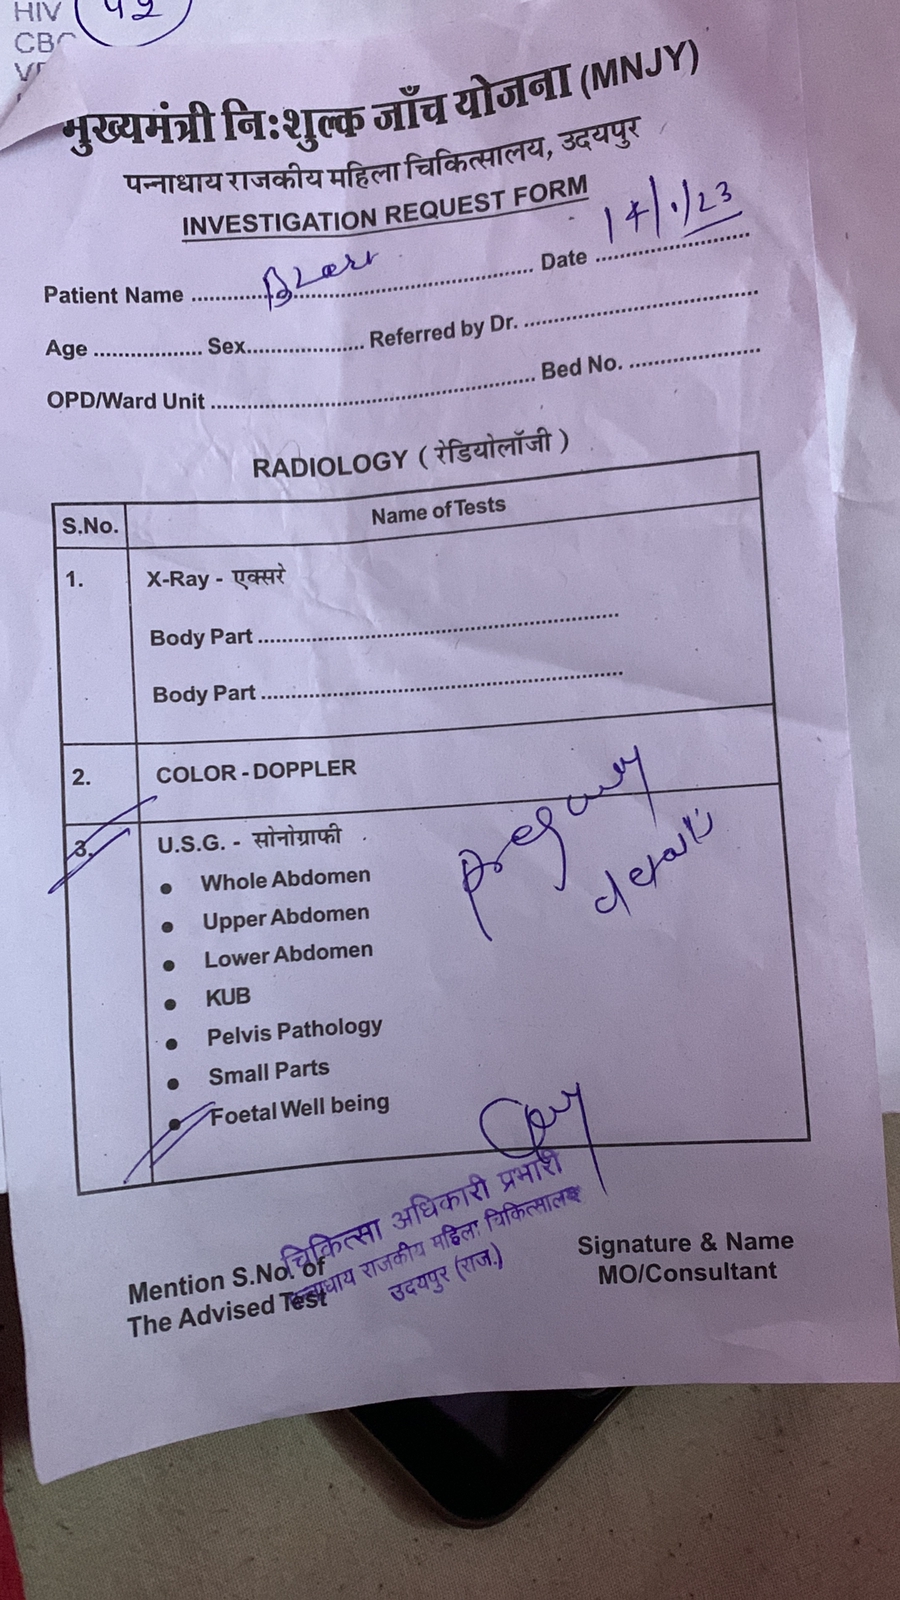 HIV
42
CBC
मुख्यमंत्री नि:शुल्क जाँच योजना (MNJY)
पन्नाधाय राजकीय महिला चिकित्सालय, उदयपुर
INVESTIGATION REQUEST FORM
Patient Name .......................... Date 14/1/23
Age .................. Sex.................... Referred by Dr. ........................................
OPD/Ward Unit ....................................................... Bed No. ......................
RADIOLOGY ( रेडियोलॉजी )
S.No. Name of Tests
1. X-Ray - एक्सरे
Body Part ............................................................
Body Part ............................................................
2. COLOR - DOPPLER
3. U.S.G. - सोनोग्राफी
• Whole Abdomen
• Upper Abdomen
• Lower Abdomen
• KUB
• Pelvis Pathology
• Small Parts
• Foetal Well being
चिकित्सा अधिकारी प्रभारी
पन्नाधाय राजकीय महिला चिकित्सालय
उदयपुर (राज.)
Mention S.No. of
The Advised Test
Signature & Name
MO/Consultant